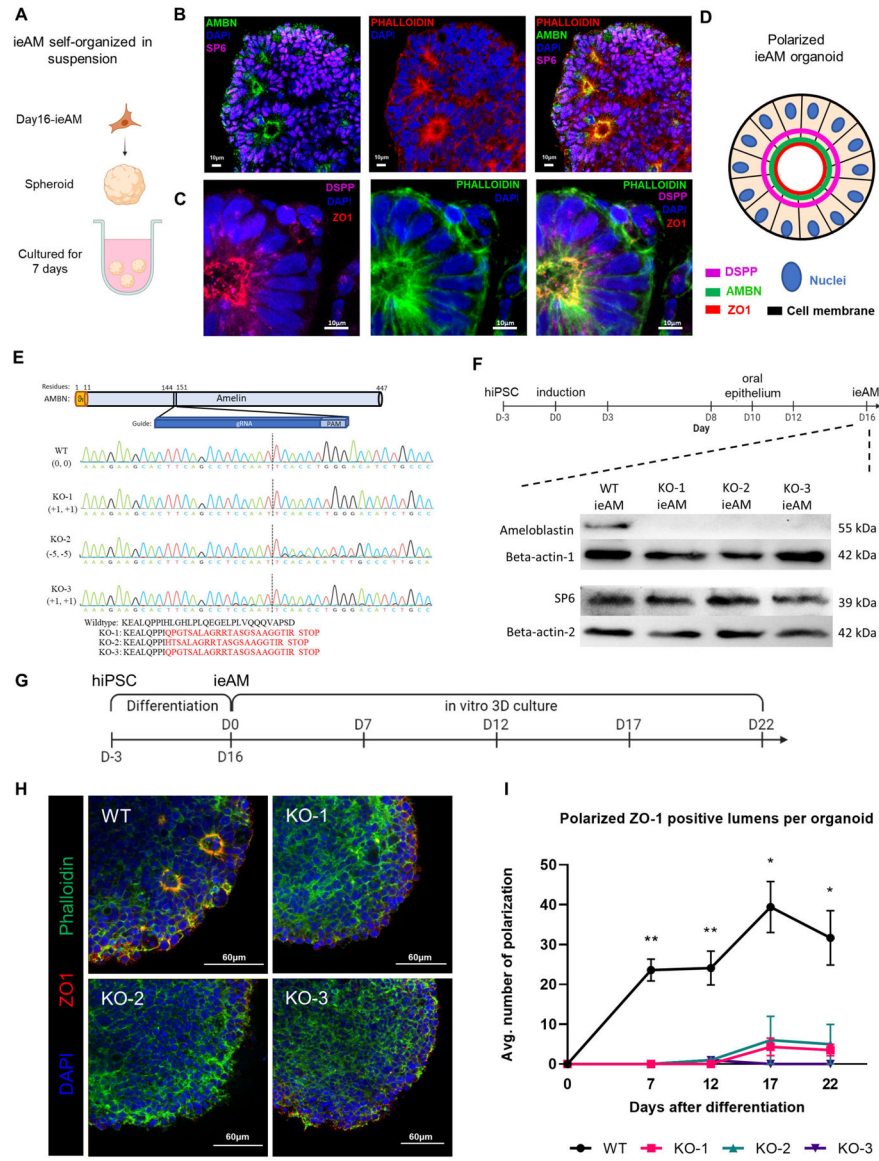 A
ieAM self-organized in
suspension
Day16-ieAM
Spheroid
Cultured for
7 days
B
AMBN
DAPI
SP6
10μm
PHALLOIDIN
DAPI
10μm
PHALLOIDIN
AMBN
DAPI
SP6
10μm
C
DSPP
DAPI
ZO1
10μm
PHALLOIDIN
DAPI
10μm
PHALLOIDIN
DSPP
DAPI
ZO1
10μm
D
Polarized
ieAM organoid
DSPP
AMBN
ZO1
Nuclei
Cell membrane
E
Residues: 1 11 144 151 447
AMBN: Amelin
Guide: gRNA PAM
WT
(0, 0)
A A A G A A G C A C T T C A G C C T C C A A T T C A C C T G G G A C A T C T G C C C
KO-1
(+1, +1)
KO-2
(-5, -5)
KO-3
(+1, +1)
Wildtype: KEALQPPIHLGHLPLQEGELPLVQQQVAPSD
KO-1: KEALQPPIQPGTSALAGRRTASGSAAGGTIR STOP
KO-2: KEALQPPIHTSALAGRRTASGSAAGGTIR STOP
KO-3: KEALQPPIQPGTSALAGRRTASGSAAGGTIR STOP
F
hiPSC induction oral epithelium ieAM
D-3 D0 D3 D8 D10 D12 D16
Day
WT ieAM KO-1 ieAM KO-2 ieAM KO-3 ieAM
Ameloblastin 55 kDa
Beta-actin-1 42 kDa
SP6 39 kDa
Beta-actin-2 42 kDa
G
hiPSC ieAM
Differentiation in vitro 3D culture
D0 D7 D12 D17 D22
D-3 D16
H
Phalloidin
ZO1
DAPI
WT
60μm
KO-1
60μm
KO-2
60μm
KO-3
60μm
I
Polarized ZO-1 positive lumens per organoid
Avg. number of polarization
50
40
30
20
10
0
** ** * *
0 7 12 17 22
Days after differentiation
WT KO-1 KO-2 KO-3